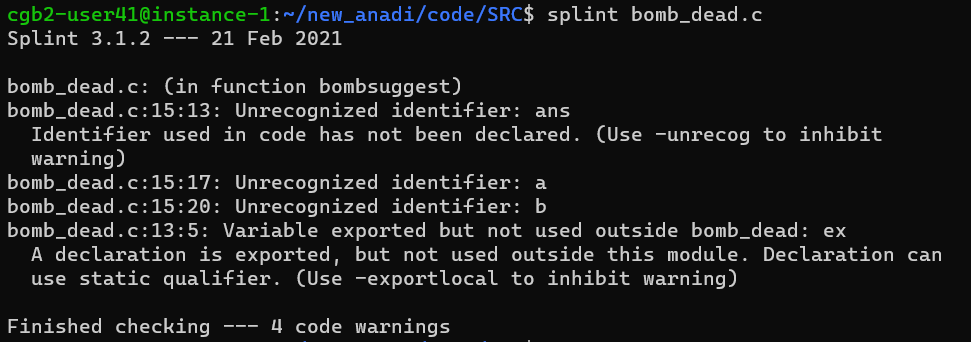 cgb2-user41@instance-1:~/new_anadi/code/SRC$ splint bomb_dead.c
Splint 3.1.2 --- 21 Feb 2021
bomb_dead.c: (in function bombsuggest)
bomb_dead.c:15:13: Unrecognized identifier: ans
Identifier used in code has not been declared. (Use -unrecog to inhibit
warning)
bomb_dead.c:15:17: Unrecognized identifier: a
bomb_dead.c:15:20: Unrecognized identifier: b
bomb_dead.c:13:5: Variable exported but not used outside bomb_dead: ex
A declaration is exported, but not used outside this module. Declaration can
use static qualifier. (Use -exportlocal to inhibit warning)
Finished checking --- 4 code warnings